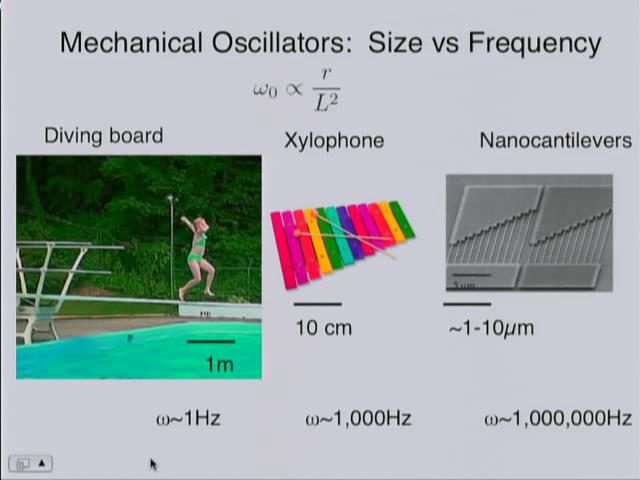 Mechanical Oscillators: Size vs Frequency
ω₀ ∝ r/L²
Diving board
Xylophone
Nanocantilevers
1m
10 cm
~1-10μm
ω~1Hz
ω~1,000Hz
ω~1,000,000Hz